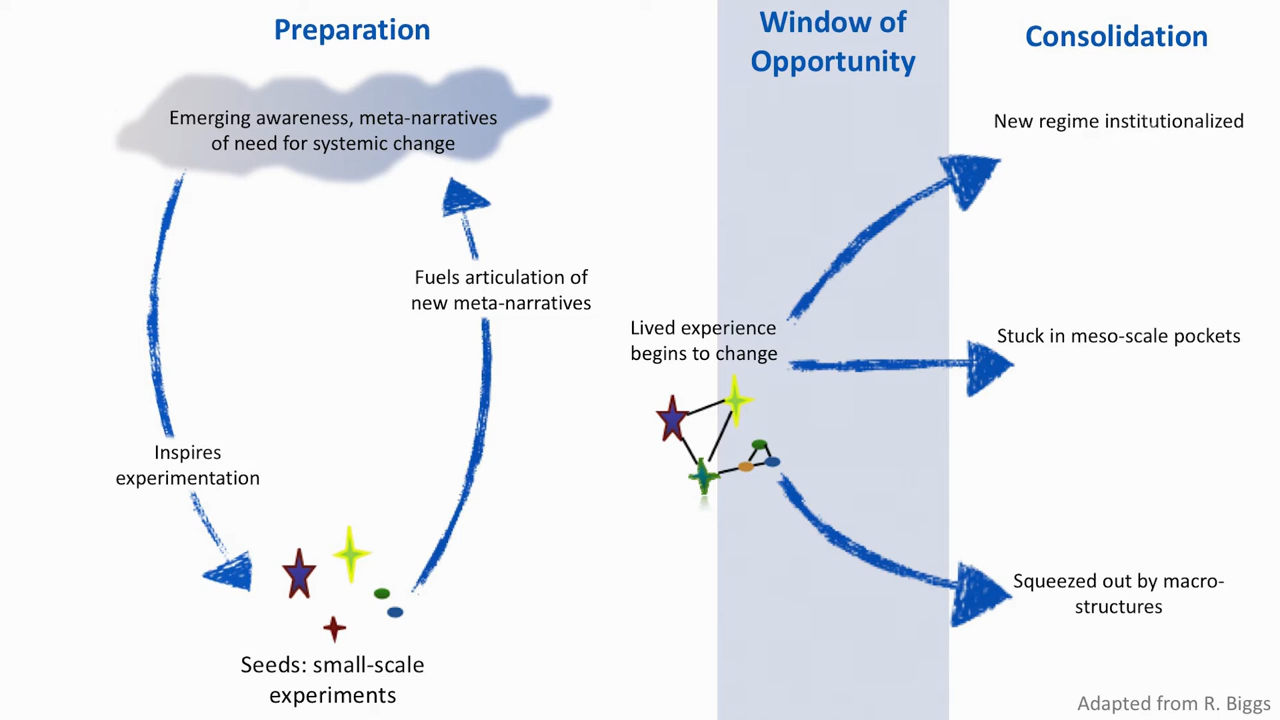 Preparation
Window of
Opportunity
Consolidation
Emerging awareness, meta-narratives
of need for systemic change
New regime institutionalized
Fuels articulation of
new meta-narratives
Lived experience
begins to change
Stuck in meso-scale pockets
Inspires
experimentation
Squeezed out by macro-
structures
Seeds: small-scale
experiments
Adapted from R. Biggs